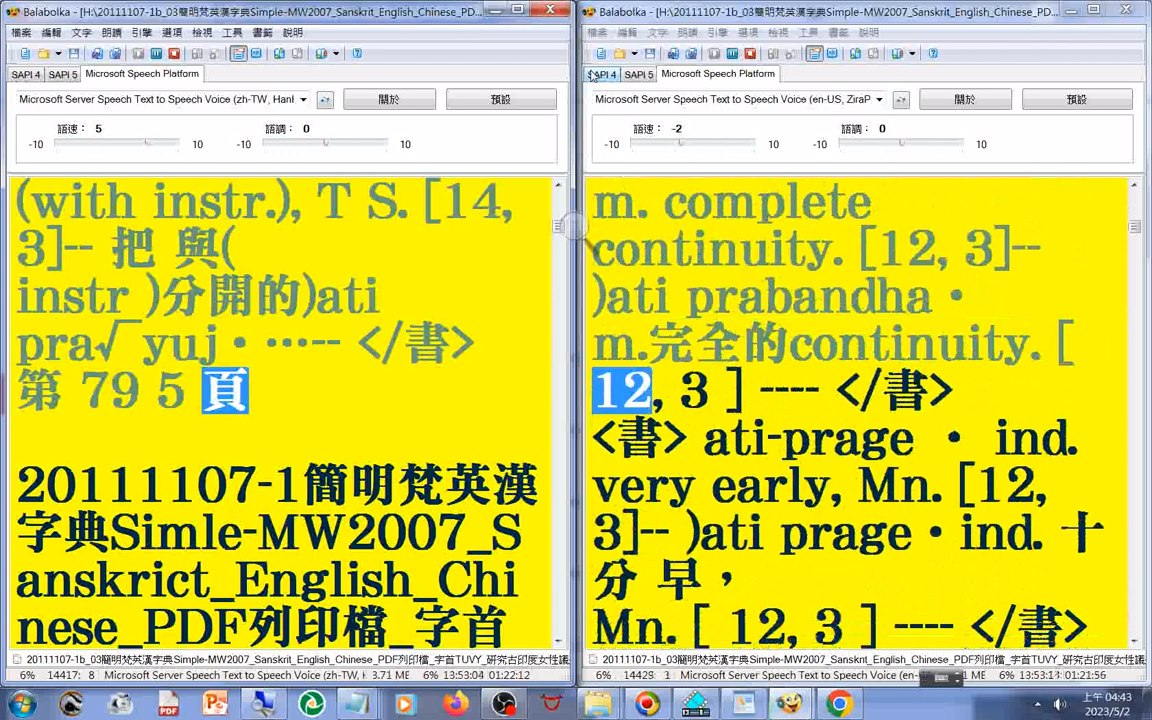 Balabolka - [H:\20111107-1b_03簡明梵英漢字典Simple-MW2007_Sanskrit_English_Chinese_PD...
檔案 編輯 文字 朗讀 引擎 選項 檢視 工具 書籤 說明
SAPI 4 SAPI 5 Microsoft Speech Platform
Microsoft Server Speech Text to Speech Voice (zh-TW, Hanl
關於 預設
語速： 5 語調： 0
-10 10 -10 10
(with instr.), T S. [14,
3]-- 把 與(
instr_)分開的)ati
pra√ yuj • …-- </書>
第 79 5 頁
20111107-1簡明梵英漢
字典Simle-MW2007_S
anskrict_English_Chi
nese_PDF列印檔_字首
20111107-1b_03簡明梵英漢字典Simple-MW2007_Sanskrit_English_Chinese_PDF列印檔_字首TUVY_研究古印度女性議
6% 14417: 8 Microsoft Server Speech Text to Speech Voice (zh-TW, H 3.71 ME 6% 13:53:04 01:22:12
Balabolka - [H:\20111107-1b_03簡明梵英漢字典Simple-MW2007_Sanskrit_English_Chinese_PD...
檔案 編輯 文字 朗讀 引擎 選項 檢視 工具 書籤 說明
SAPI 4 SAPI 5 Microsoft Speech Platform
Microsoft Server Speech Text to Speech Voice (en-US, ZiraP
關於 預設
語速： -2 語調： 0
-10 10 -10 10
m. complete
continuity. [12, 3]--
)ati prabandha •
m.完全的continuity. [
12, 3 ] ---- </書>
<書> ati-prage • ind.
very early, Mn. [12,
3]-- )ati prage • ind. 十
分 早，
Mn. [ 12, 3 ] ---- </書>
20111107-1b_03簡明梵英漢字典Simple-MW2007_Sanskrit_English_Chinese_PDF列印檔_字首TUVY_研究古印度女性議
6% 14429: Microsoft Server Speech Text to Speech Voice 6% 13:53:1 01:21:56
上午 04:43
2023/5/2